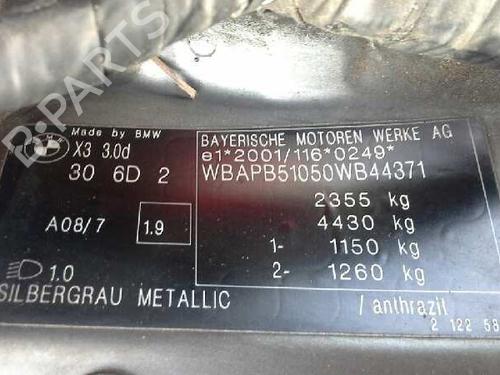 Made by BMW
X3 3.0d
30 6D 2
A08/7 1.9
1.0
SILBERGRAU METALLIC
BAYERISCHE MOTOREN WERKE AG
e1*2001/116*0249*
WBAPB51050WB44371
2355 kg
4430 kg
1- 1150 kg
2- 1260 kg
/ anthrazit
2 122 58
B-PARTS